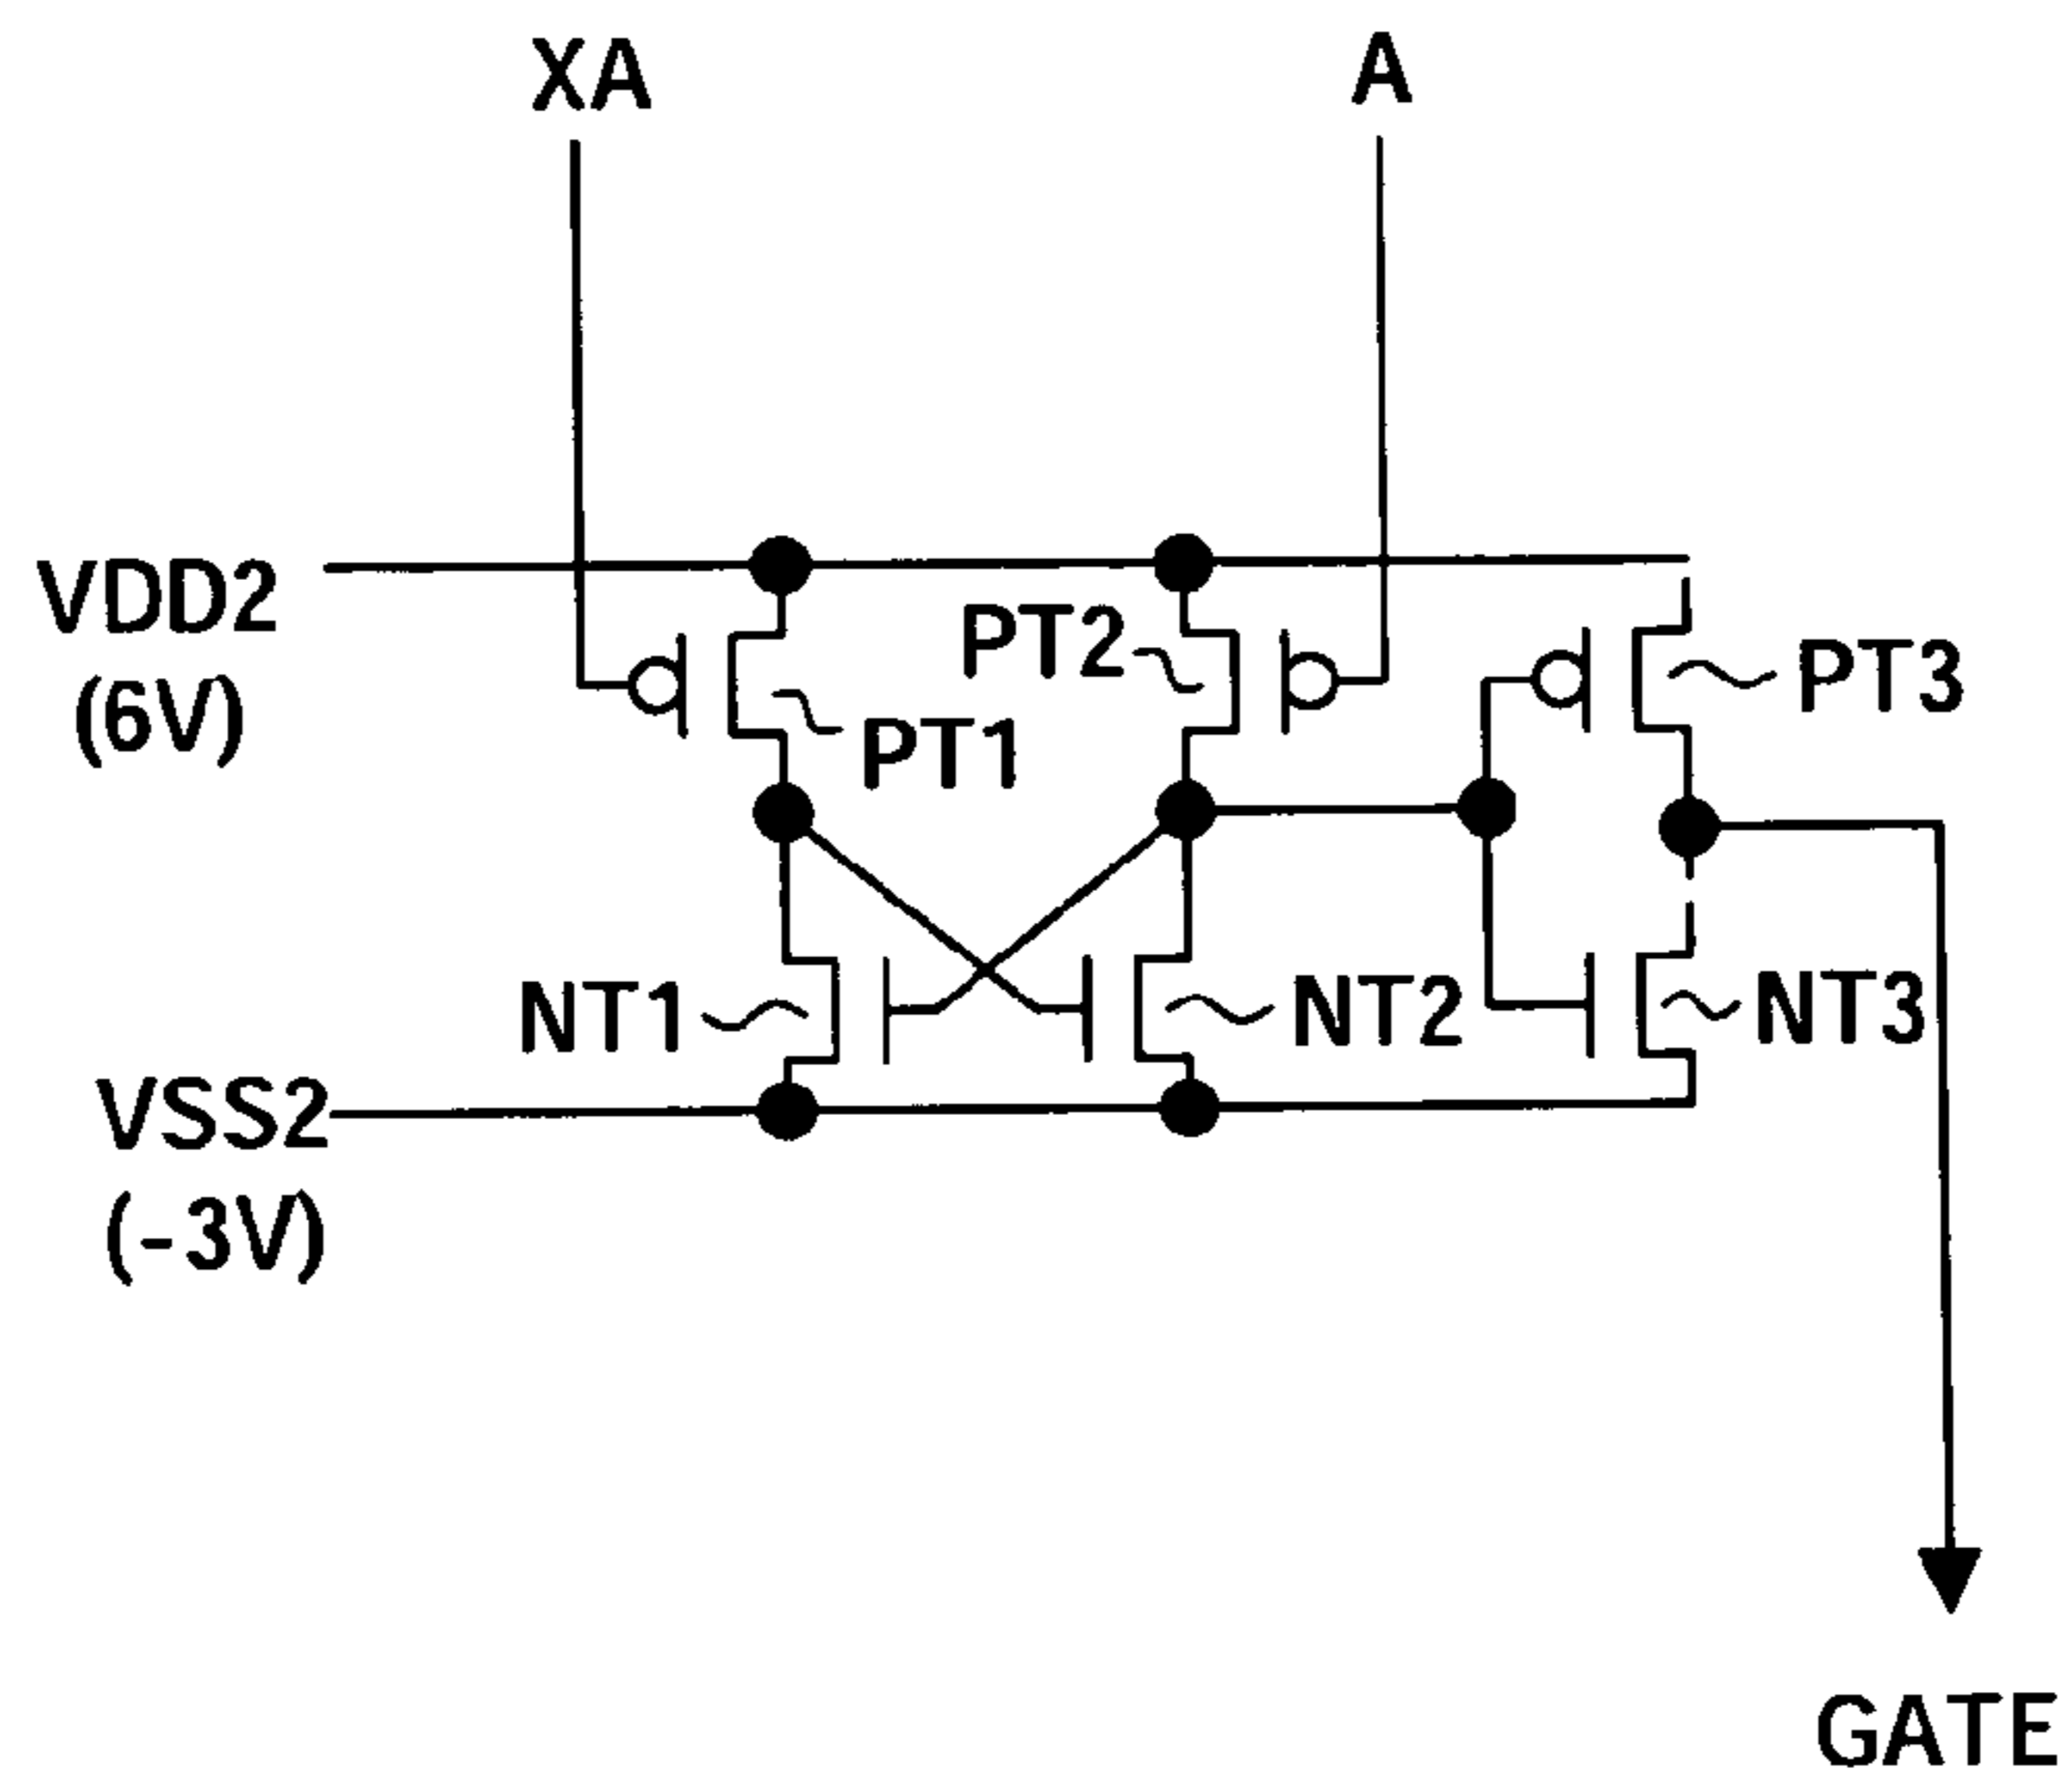 XA
A
VDD2
(6V)
PT2
PT3
PT1
NT1
NT2
NT3
VSS2
(-3V)
GATE